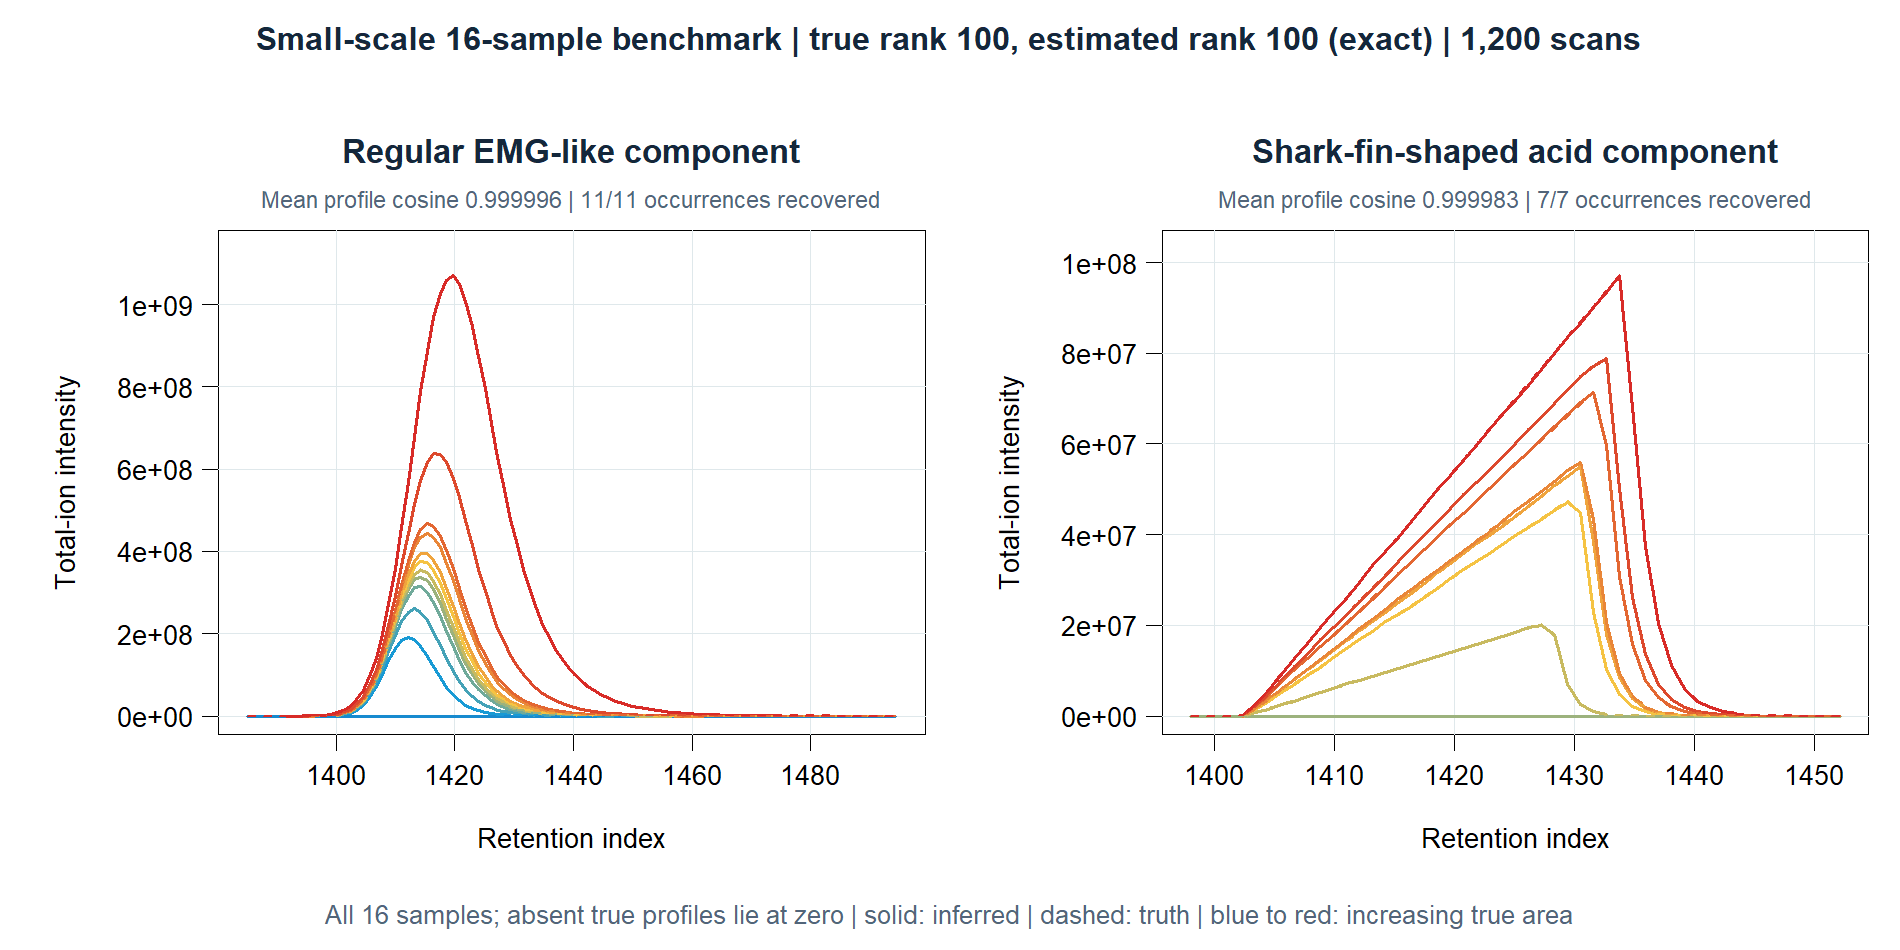 Small-scale 16-sample benchmark | true rank 100, estimated rank 100 (exact) | 1,200 scans
Regular EMG-like component
Mean profile cosine 0.999996 | 11/11 occurrences recovered
Total-ion intensity
1e+09
8e+08
6e+08
4e+08
2e+08
0e+00
1400 1420 1440 1460 1480
Retention index
Shark-fin-shaped acid component
Mean profile cosine 0.999983 | 7/7 occurrences recovered
Total-ion intensity
1e+08
8e+07
6e+07
4e+07
2e+07
0e+00
1400 1410 1420 1430 1440 1450
Retention index
All 16 samples; absent true profiles lie at zero | solid: inferred | dashed: truth | blue to red: increasing true area